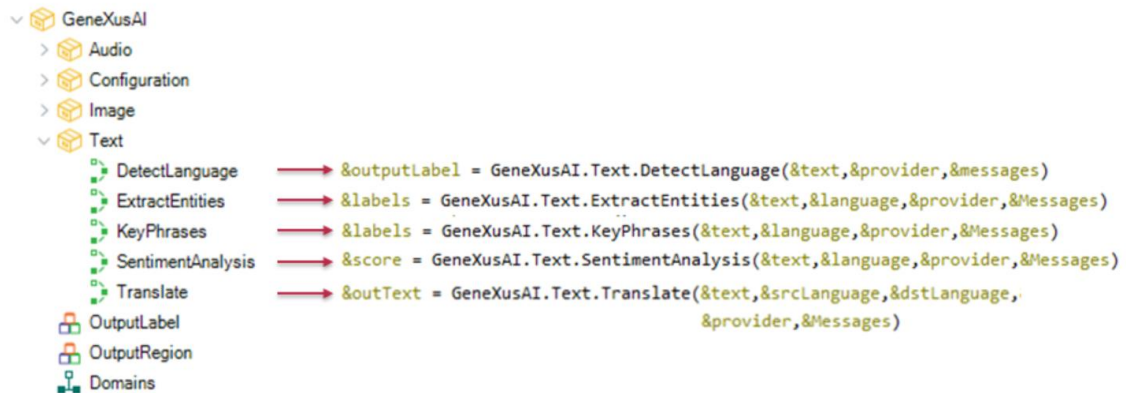 GeneXusAI
Audio
Configuration
Image
Text
DetectLanguage &outputLabel = GeneXusAI.Text.DetectLanguage(&text,&provider,&messages)
ExtractEntities &labels = GeneXusAI.Text.ExtractEntities(&text,&language,&provider,&Messages)
KeyPhrases &labels = GeneXusAI.Text.KeyPhrases(&text,&language,&provider,&Messages)
SentimentAnalysis &score = GeneXusAI.Text.SentimentAnalysis(&text,&language,&provider,&Messages)
Translate &outText = GeneXusAI.Text.Translate(&text,&srcLanguage,&dstLanguage,
&provider,&Messages)
OutputLabel
OutputRegion
Domains